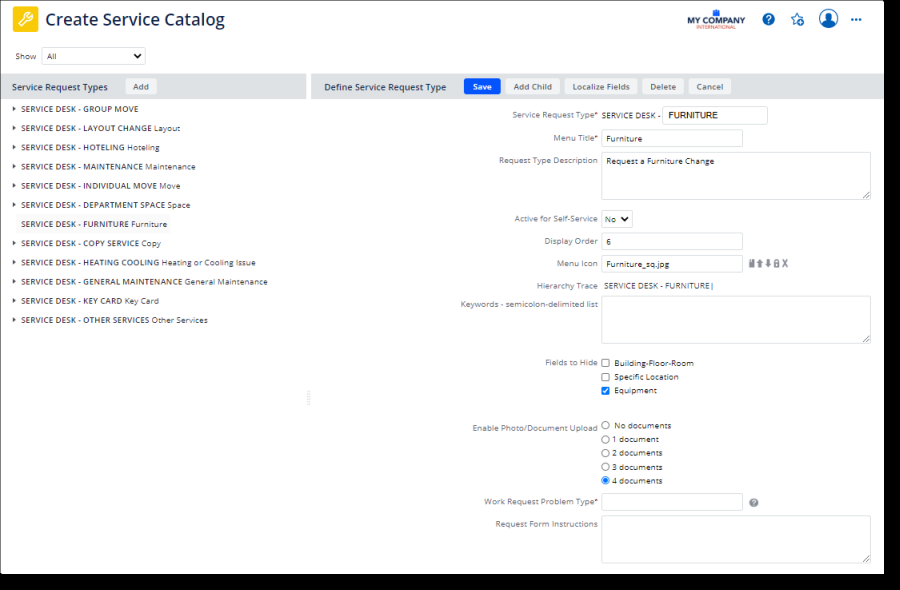 Create Service Catalog
MY COMPANY
INTERNATIONAL
Show All
Service Request Types Add
SERVICE DESK - GROUP MOVE
SERVICE DESK - LAYOUT CHANGE Layout
SERVICE DESK - HOTELING Hoteling
SERVICE DESK - MAINTENANCE Maintenance
SERVICE DESK - INDIVIDUAL MOVE Move
SERVICE DESK - DEPARTMENT SPACE Space
SERVICE DESK - FURNITURE Furniture
SERVICE DESK - COPY SERVICE Copy
SERVICE DESK - HEATING COOLING Heating or Cooling Issue
SERVICE DESK - GENERAL MAINTENANCE General Maintenance
SERVICE DESK - KEY CARD Key Card
SERVICE DESK - OTHER SERVICES Other Services
Define Service Request Type Save Add Child Localize Fields Delete Cancel
Service Request Type* SERVICE DESK - FURNITURE
Menu Title* Furniture
Request Type Description Request a Furniture Change
Active for Self-Service No
Display Order 6
Menu Icon Furniture_sq.jpg
Hierarchy Trace SERVICE DESK - FURNITURE|
Keywords - semicolon-delimited list
Fields to Hide Building-Floor-Room
Specific Location
Equipment
Enable Photo/Document Upload No documents
1 document
2 documents
3 documents
4 documents
Work Request Problem Type*
Request Form Instructions